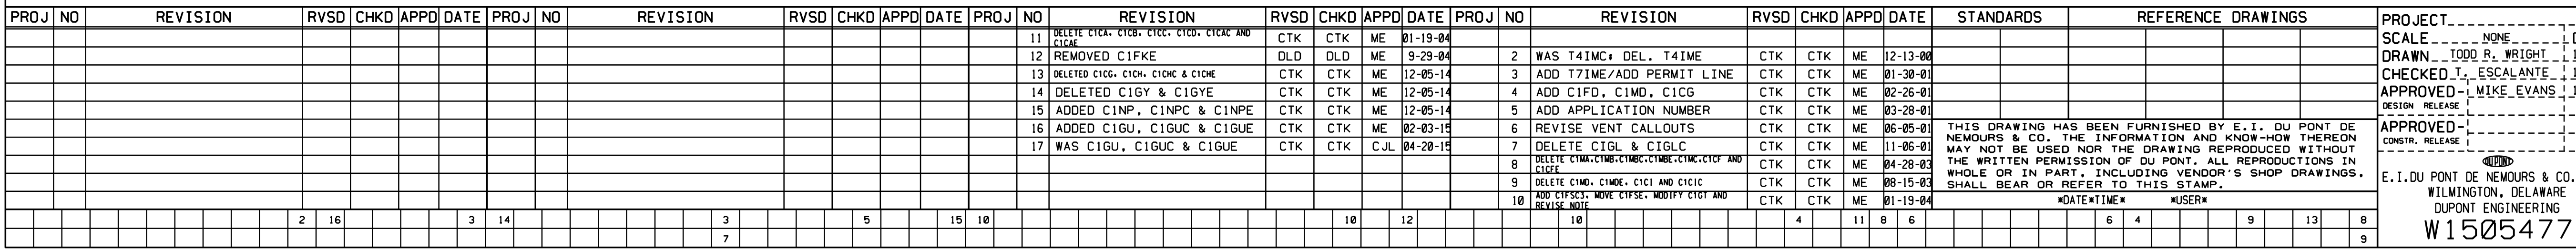 PROJ NO REVISION RVSD CHKD APPD DATE PROJ NO REVISION RVSD CHKD APPD DATE PROJ NO REVISION RVSD CHKD APPD DATE PROJ NO REVISION RVSD CHKD APPD DATE STANDARDS REFERENCE DRAWINGS
11 DELETE C1CA, C1CB, C1CC, C1CD, C1CAC AND C1CAE CTK CTK ME 01-19-04
12 REMOVED C1FKE DLD DLD ME 9-29-04
13 DELETED C1CG, C1CH, C1CHC & C1CHE CTK CTK ME 12-05-14
14 DELETED C1GY & C1GYE CTK CTK ME 12-05-14
15 ADDED C1NP, C1NPC & C1NPE CTK CTK ME 12-05-14
16 ADDED C1GU, C1GUC & C1GUE CTK CTK ME 02-03-15
17 WAS C1GU, C1GUC & C1GUE CTK CTK CJL 04-20-15
2 WAS T4IMC; DEL. T4IME CTK CTK ME 12-13-00
3 ADD T7IME/ADD PERMIT LINE CTK CTK ME 01-30-01
4 ADD C1FD, C1MD, C1CG CTK CTK ME 02-26-01
5 ADD APPLICATION NUMBER CTK CTK ME 03-28-01
6 REVISE VENT CALLOUTS CTK CTK ME 06-05-01
7 DELETE CIGL & CIGLC CTK CTK ME 11-06-01
8 DELETE C1MA,C1MB,C1MBC,C1MBE,C1MC,C1CF AND C1CFE CTK CTK ME 04-28-03
9 DELETE C1MD, C1MDE, C1CI AND C1CIC CTK CTK ME 08-15-03
10 ADD C1FSC3, MOVE C1FSE, MODIFY C1GT AND REVISE NOTE CTK CTK ME 01-19-04
THIS DRAWING HAS BEEN FURNISHED BY E.I. DU PONT DE
NEMOURS & CO. THE INFORMATION AND KNOW-HOW THEREON
MAY NOT BE USED NOR THE DRAWING REPRODUCED WITHOUT
THE WRITTEN PERMISSION OF DU PONT. ALL REPRODUCTIONS IN
WHOLE OR IN PART, INCLUDING VENDOR'S SHOP DRAWINGS,
SHALL BEAR OR REFER TO THIS STAMP.
*DATE*TIME* *USER*
2 16 3 14 3 5 15 10 10 12 10 4 11 8 6 6 4 9 13 8
7 9
PROJECT
SCALE NONE
DRAWN TODD R. WRIGHT
CHECKED T. ESCALANTE
APPROVED- MIKE EVANS
DESIGN RELEASE
APPROVED-
CONSTR. RELEASE
DUPONT
E.I.DU PONT DE NEMOURS & CO.
WILMINGTON, DELAWARE
DUPONT ENGINEERING
W1505477